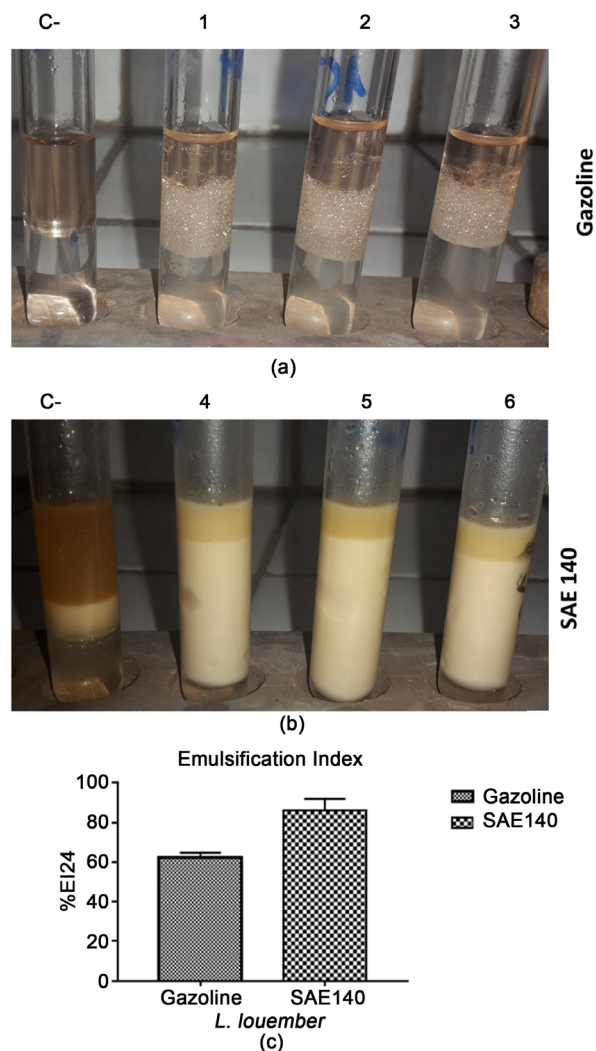 C- 1 2 3
Gazoline
(a)
C- 4 5 6
SAE 140
(b)
Emulsification Index
Gazoline
SAE140
100
80
60
40
20
0
%EI24
Gazoline SAE140
L. louember
(c)